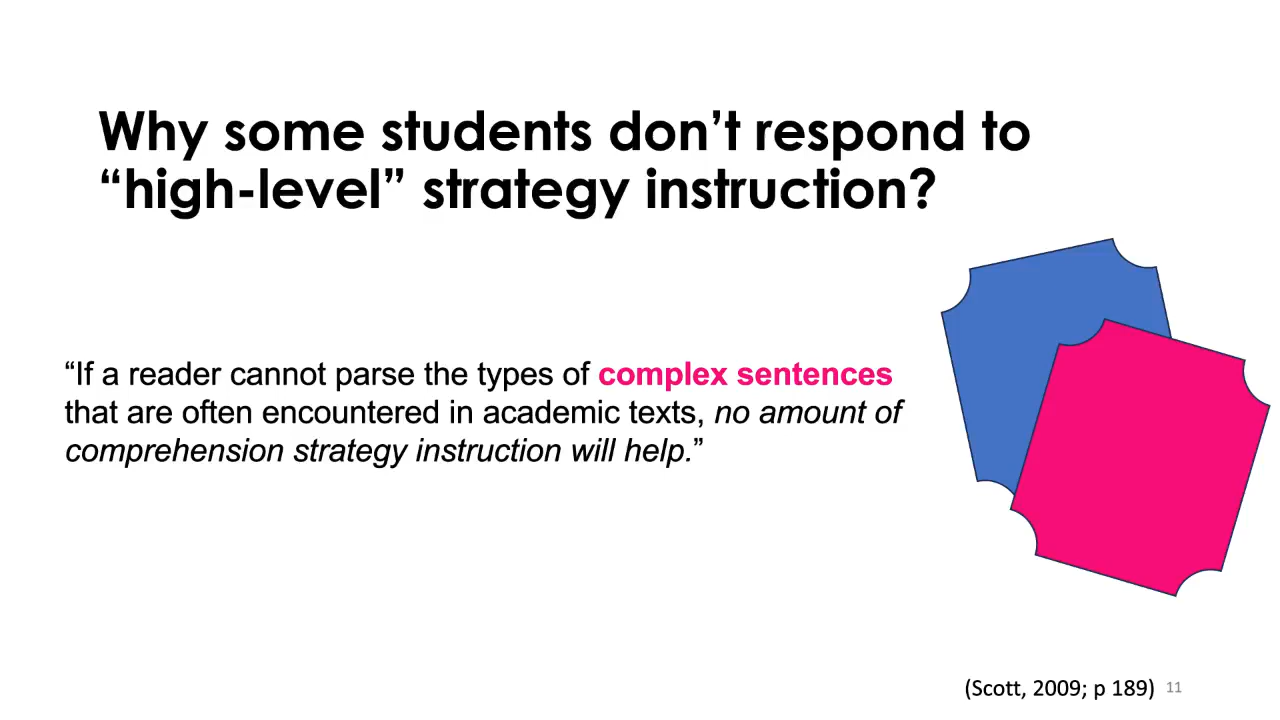 Why some students don’t respond to
“high-level” strategy instruction?
“If a reader cannot parse the types of complex sentences
that are often encountered in academic texts, no amount of
comprehension strategy instruction will help.”
(Scott, 2009; p 189) 11